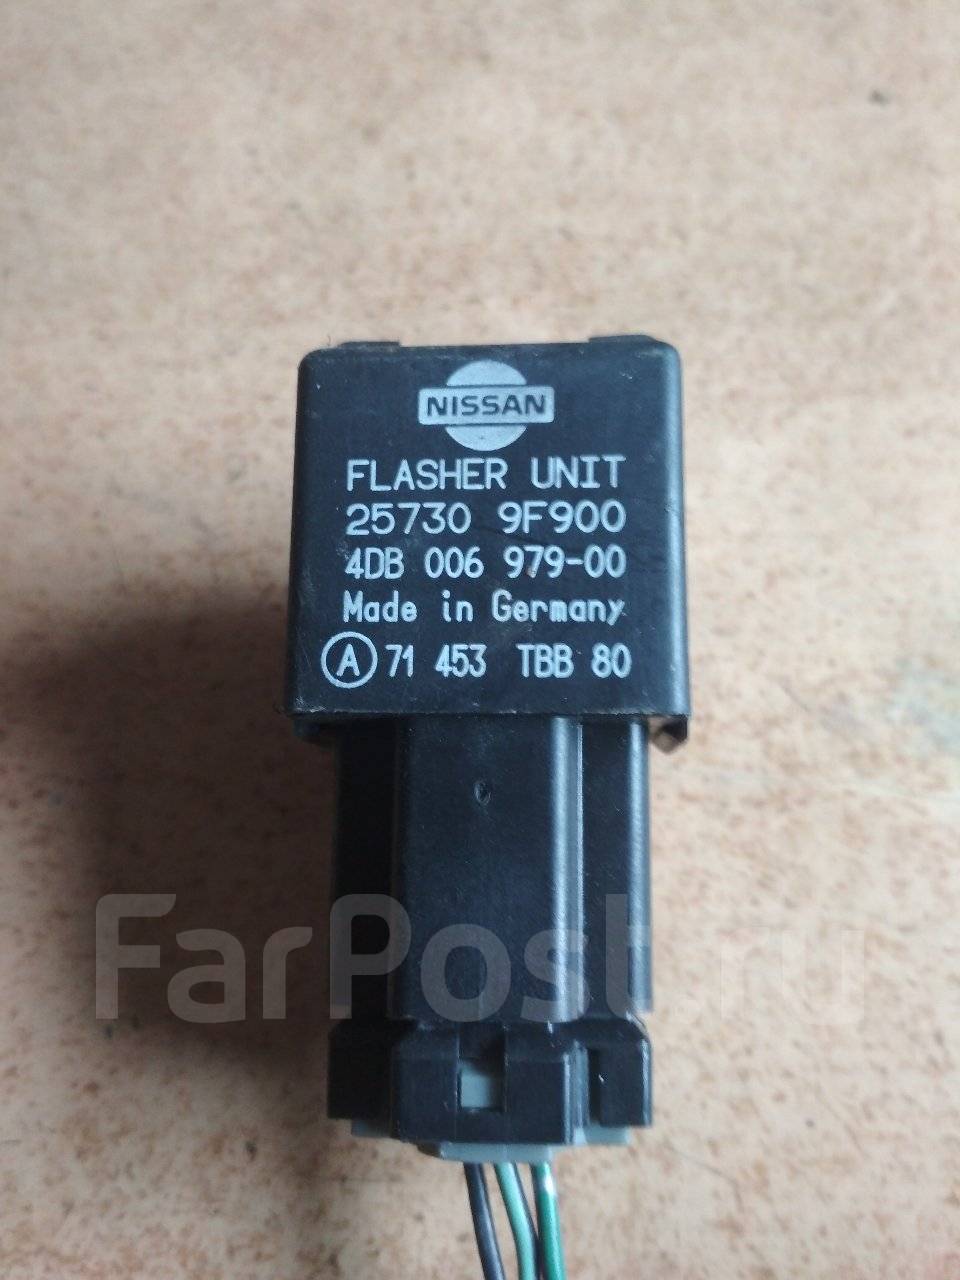 NISSAN
FLASHER UNIT
25730 9F900
4DB 006 979-00
Made in Germany
A 71 453 TBB 80
FarPost.ru